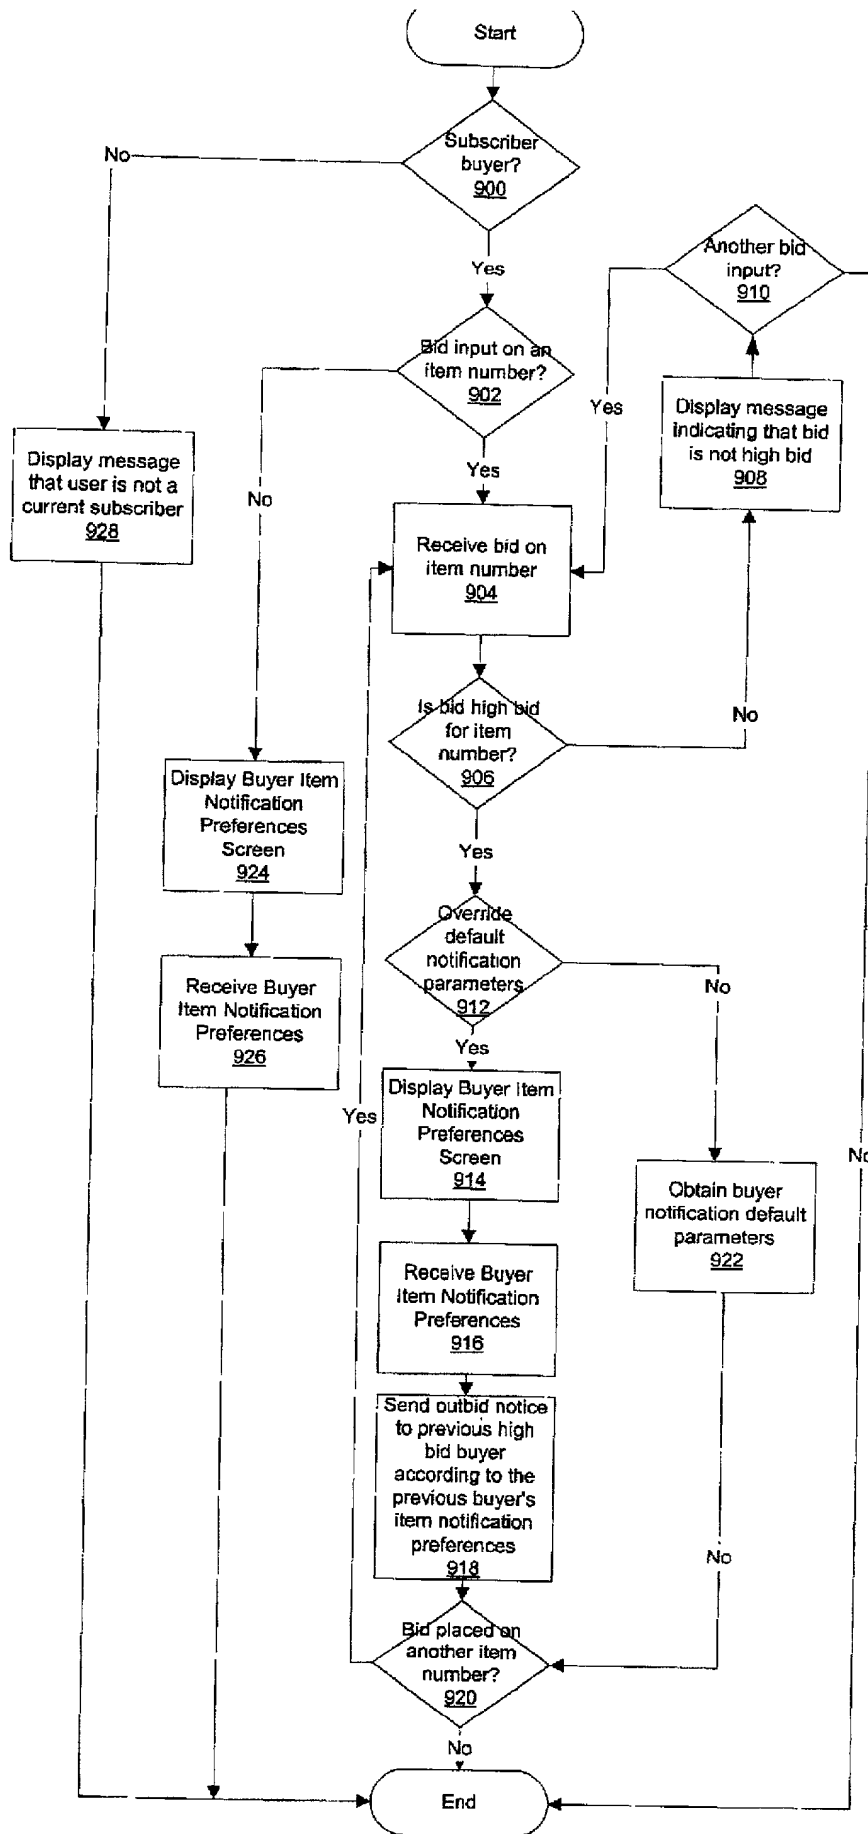 Start
Subscriber
buyer?
900
No
Yes
Another bid
input?
910
Bid input on an
item number?
902
Yes
Display message
indicating that bid
is not high bid
908
Display message
that user is not a
current subscriber
928
Yes
No
Receive bid on
item number
904
Is bid high bid
for item
number?
906
No
Display Buyer Item
Notification
Preferences
Screen
924
Yes
Override
default
notification
parameters
912
No
Receive Buyer
Item Notification
Preferences
926
Yes
Display Buyer Item
Notification
Preferences
Screen
914
Yes
No
Obtain buyer
notification default
parameters
922
Receive Buyer
Item Notification
Preferences
916
Send outbid notice
to previous high
bid buyer
according to the
previous buyer's
item notification
preferences
918
No
Bid placed on
another item
number?
920
No
End